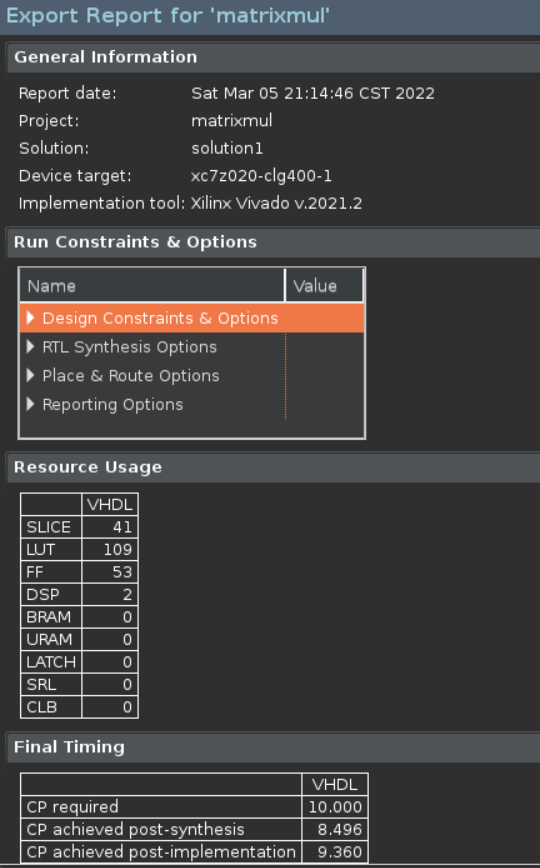 Export Report for 'matrixmul'
General Information
Report date: Sat Mar 05 21:14:46 CST 2022
Project: matrixmul
Solution: solution1
Device target: xc7z020-clg400-1
Implementation tool: Xilinx Vivado v.2021.2
Run Constraints & Options
Name Value
Design Constraints & Options
RTL Synthesis Options
Place & Route Options
Reporting Options
Resource Usage
VHDL
SLICE 41
LUT 109
FF 53
DSP 2
BRAM 0
URAM 0
LATCH 0
SRL 0
CLB 0
Final Timing
VHDL
CP required 10.000
CP achieved post-synthesis 8.496
CP achieved post-implementation 9.360